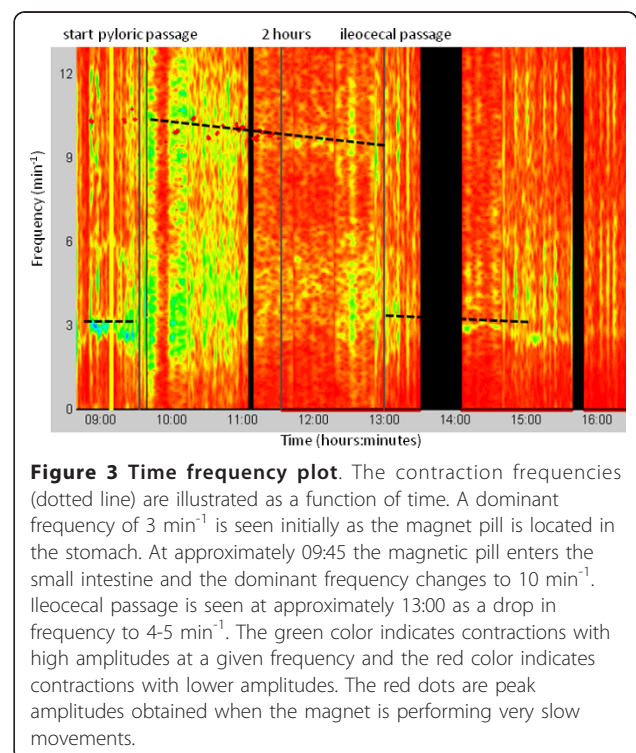 start pyloric passage 2 hours ileocecal passage
12
9
6
3
0
Frequency (min⁻¹)
09:00 10:00 11:00 12:00 13:00 14:00 15:00 16:00
Time (hours:minutes)
Figure 3 Time frequency plot. The contraction frequencies
(dotted line) are illustrated as a function of time. A dominant
frequency of 3 min⁻¹ is seen initially as the magnet pill is located in
the stomach. At approximately 09:45 the magnetic pill enters the
small intestine and the dominant frequency changes to 10 min⁻¹.
Ileocecal passage is seen at approximately 13:00 as a drop in
frequency to 4-5 min⁻¹. The green color indicates contractions with
high amplitudes at a given frequency and the red color indicates
contractions with lower amplitudes. The red dots are peak
amplitudes obtained when the magnet is performing very slow
movements.